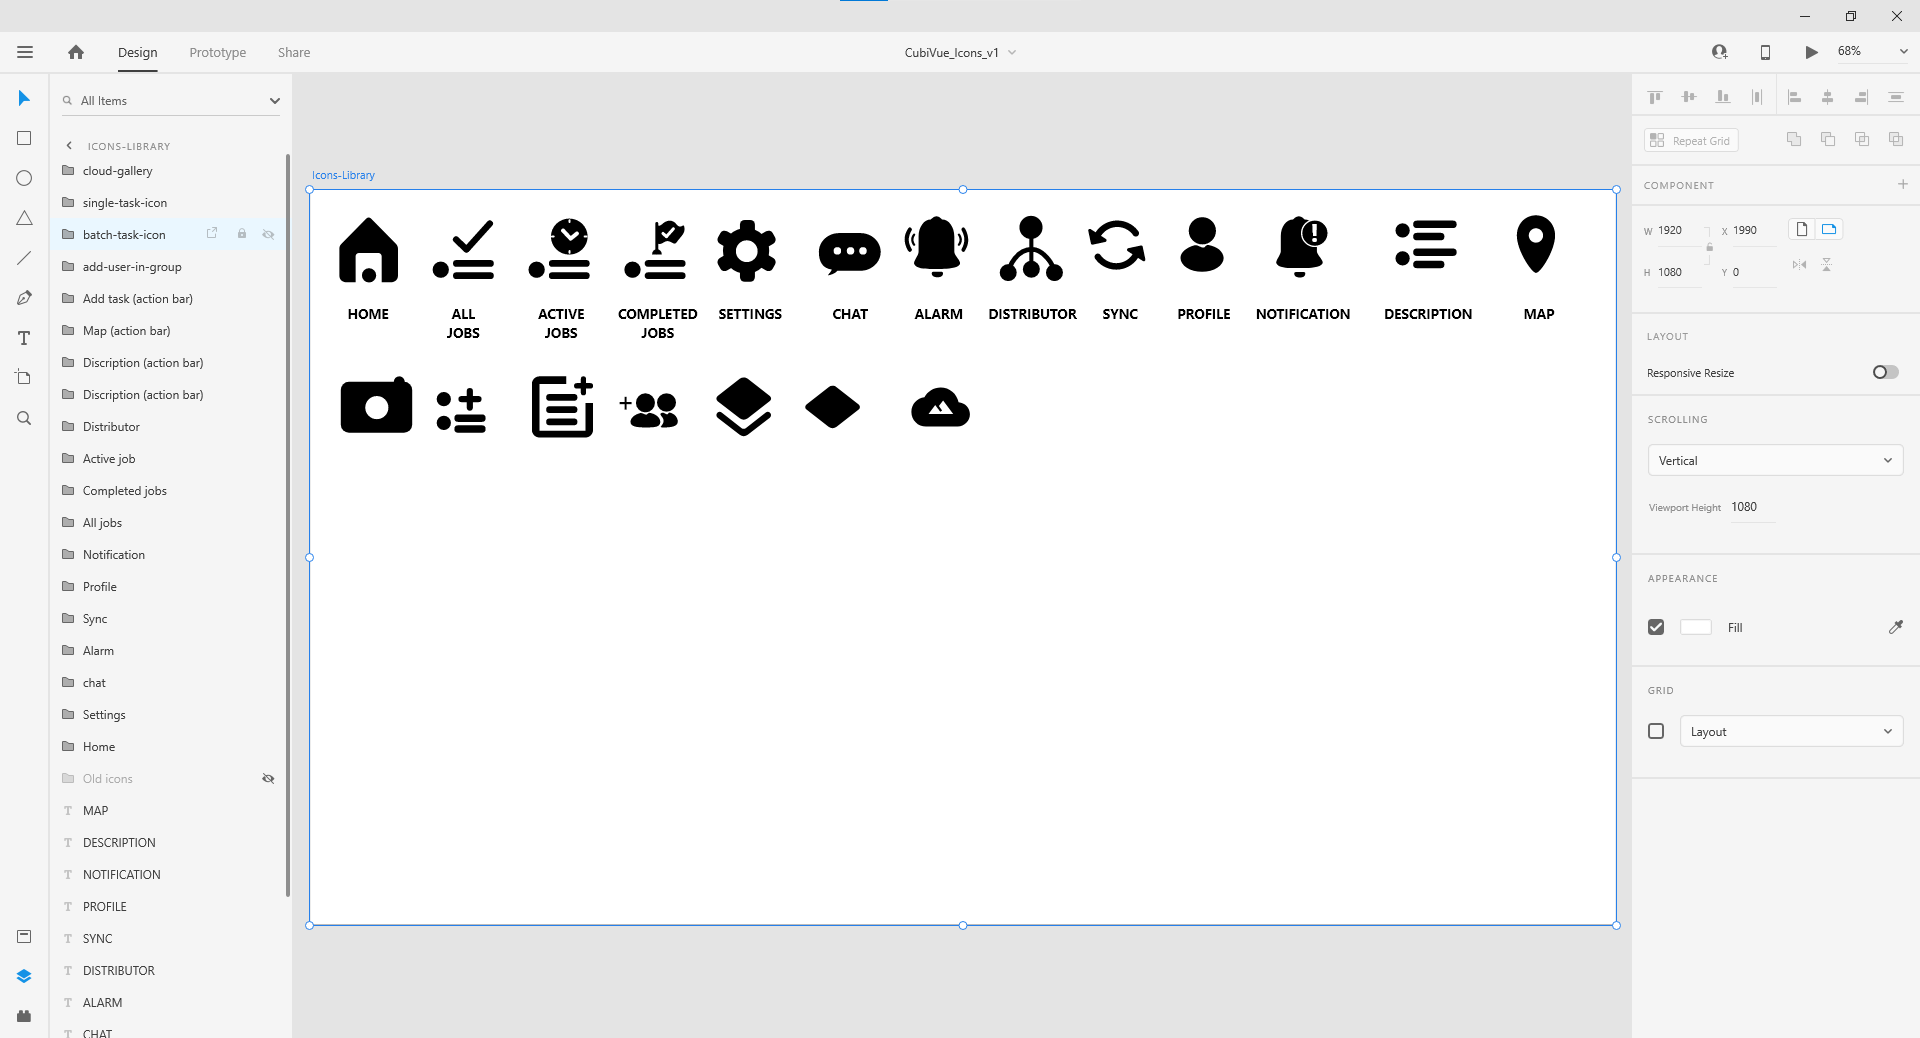 Design
Prototype
Share
CubiVue_Icons_v1
68%
All Items
ICONS-LIBRARY
cloud-gallery
single-task-icon
batch-task-icon
add-user-in-group
Add task (action bar)
Map (action bar)
Discription (action bar)
Discription (action bar)
Distributor
Active job
Completed jobs
All jobs
Notification
Profile
Sync
Alarm
chat
Settings
Home
Old icons
T MAP
T DESCRIPTION
T NOTIFICATION
T PROFILE
T SYNC
T DISTRIBUTOR
T ALARM
T CHAT
Icons-Library
HOME
ALL
JOBS
ACTIVE
JOBS
COMPLETED
JOBS
SETTINGS
CHAT
ALARM
DISTRIBUTOR
SYNC
PROFILE
NOTIFICATION
DESCRIPTION
MAP
Repeat Grid
COMPONENT
W 1920
X 1990
H 1080
Y 0
LAYOUT
Responsive Resize
SCROLLING
Vertical
Viewport Height 1080
APPEARANCE
Fill
GRID
Layout